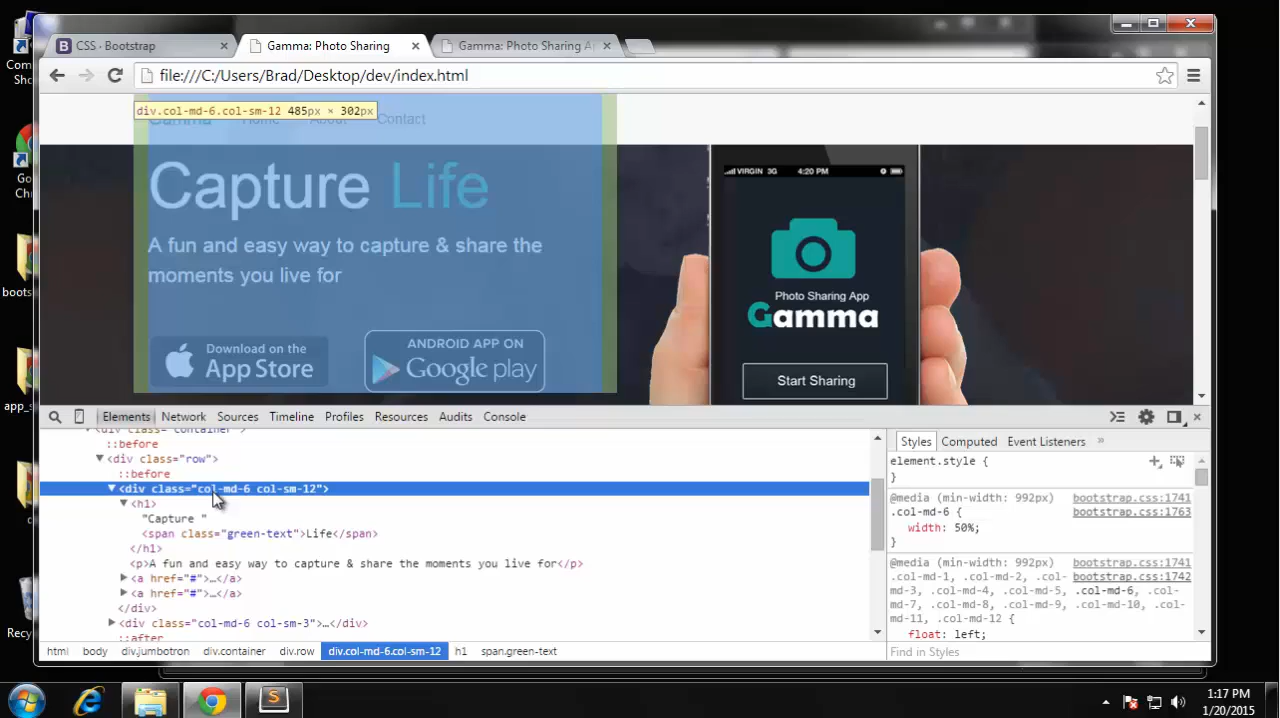 Com
Sho
Go
Chr
boots
app_s
Recy
CSS · Bootstrap
Gamma: Photo Sharing
Gamma: Photo Sharing A
file:///C:/Users/Brad/Desktop/dev/index.html
div.col-md-6.col-sm-12 485px × 302px
Gamma Home About Contact
Capture Life
A fun and easy way to capture & share the
moments you live for
Download on the
App Store
ANDROID APP ON
Google play
VIRGIN 3G 4:20 PM
Photo Sharing App
Gamma
Start Sharing
Elements Network Sources Timeline Profiles Resources Audits Console
<div class="container">
::before
<div class="row">
::before
<div class="col-md-6 col-sm-12">
<h1>
"Capture "
<span class="green-text">Life</span>
</h1>
<p>A fun and easy way to capture & share the moments you live for</p>
<a href="#">…</a>
<a href="#">…</a>
</div>
<div class="col-md-6 col-sm-3">…</div>
::after
html body div.jumbotron div.container div.row div.col-md-6.col-sm-12 h1 span.green-text
Styles Computed Event Listeners »
element.style {
}
@media (min-width: 992px) bootstrap.css:1741
.col-md-6 { bootstrap.css:1763
width: 50%;
}
@media (min-width: 992px) bootstrap.css:1741
.col-md-1, .col-md-2, .col- bootstrap.css:1742
md-3, .col-md-4, .col-md-5, .col-md-6, .col-
md-7, .col-md-8, .col-md-9, .col-md-10, .col-
md-11, .col-md-12 {
float: left;
Find in Styles
1:17 PM
1/20/2015